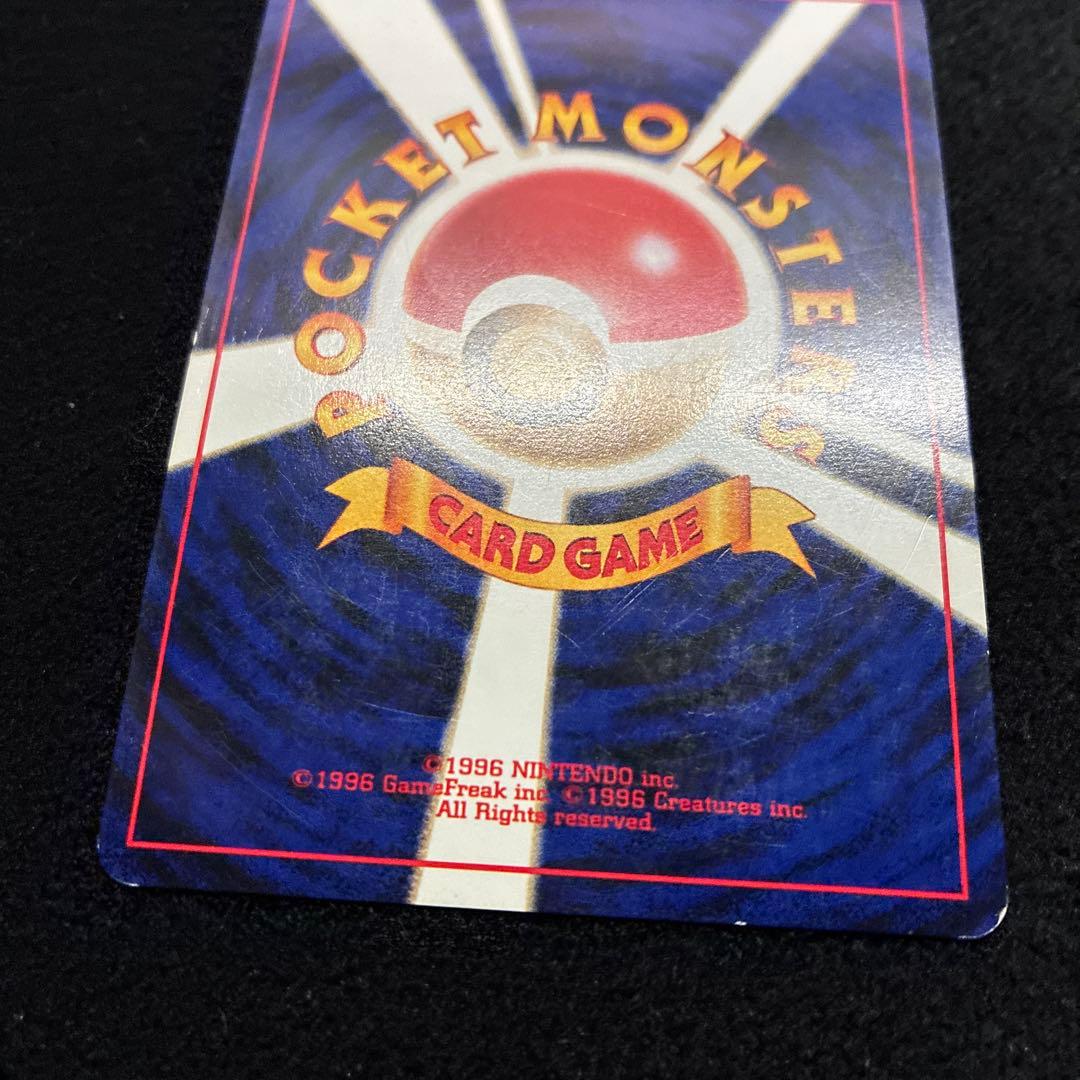 POCKET MONSTERS
CARD GAME
©1996 NINTENDO inc.
©1996 GameFreak inc. ©1996 Creatures inc.
All Rights reserved.